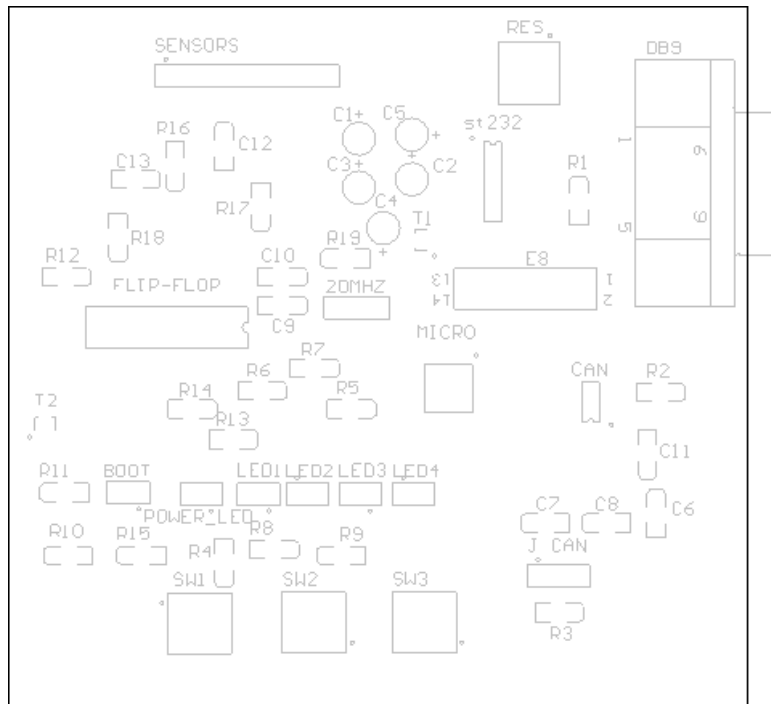 RES
SENSORS
DB9
C1+
C5
st232
R16
C12
1
6
C3+
C2
C13
R1
R17
C4
T1
9
R18
5
R12
C10
R19
E8
FLIP-FLOP
20MHZ
13
1
14
2
C9
MICRO
R7
R6
CAN
R2
R14
R5
T2
R13
C11
R11
BOOT
LED1
LED2
LED3
LED4
POWER_LED
C7
C8
C6
R10
R15
R4
R8
R9
J CAN
SW1
SW2
SW3
R3